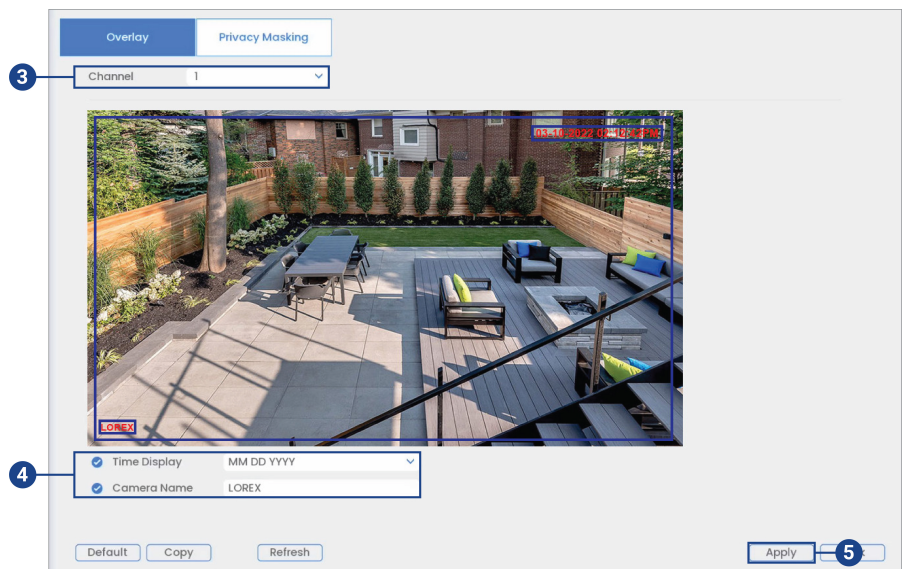 Overlay Privacy Masking
3 Channel 1
LOREX
4
Time Display MM DD YYYY
Camera Name LOREX
Default Copy Refresh Apply 5